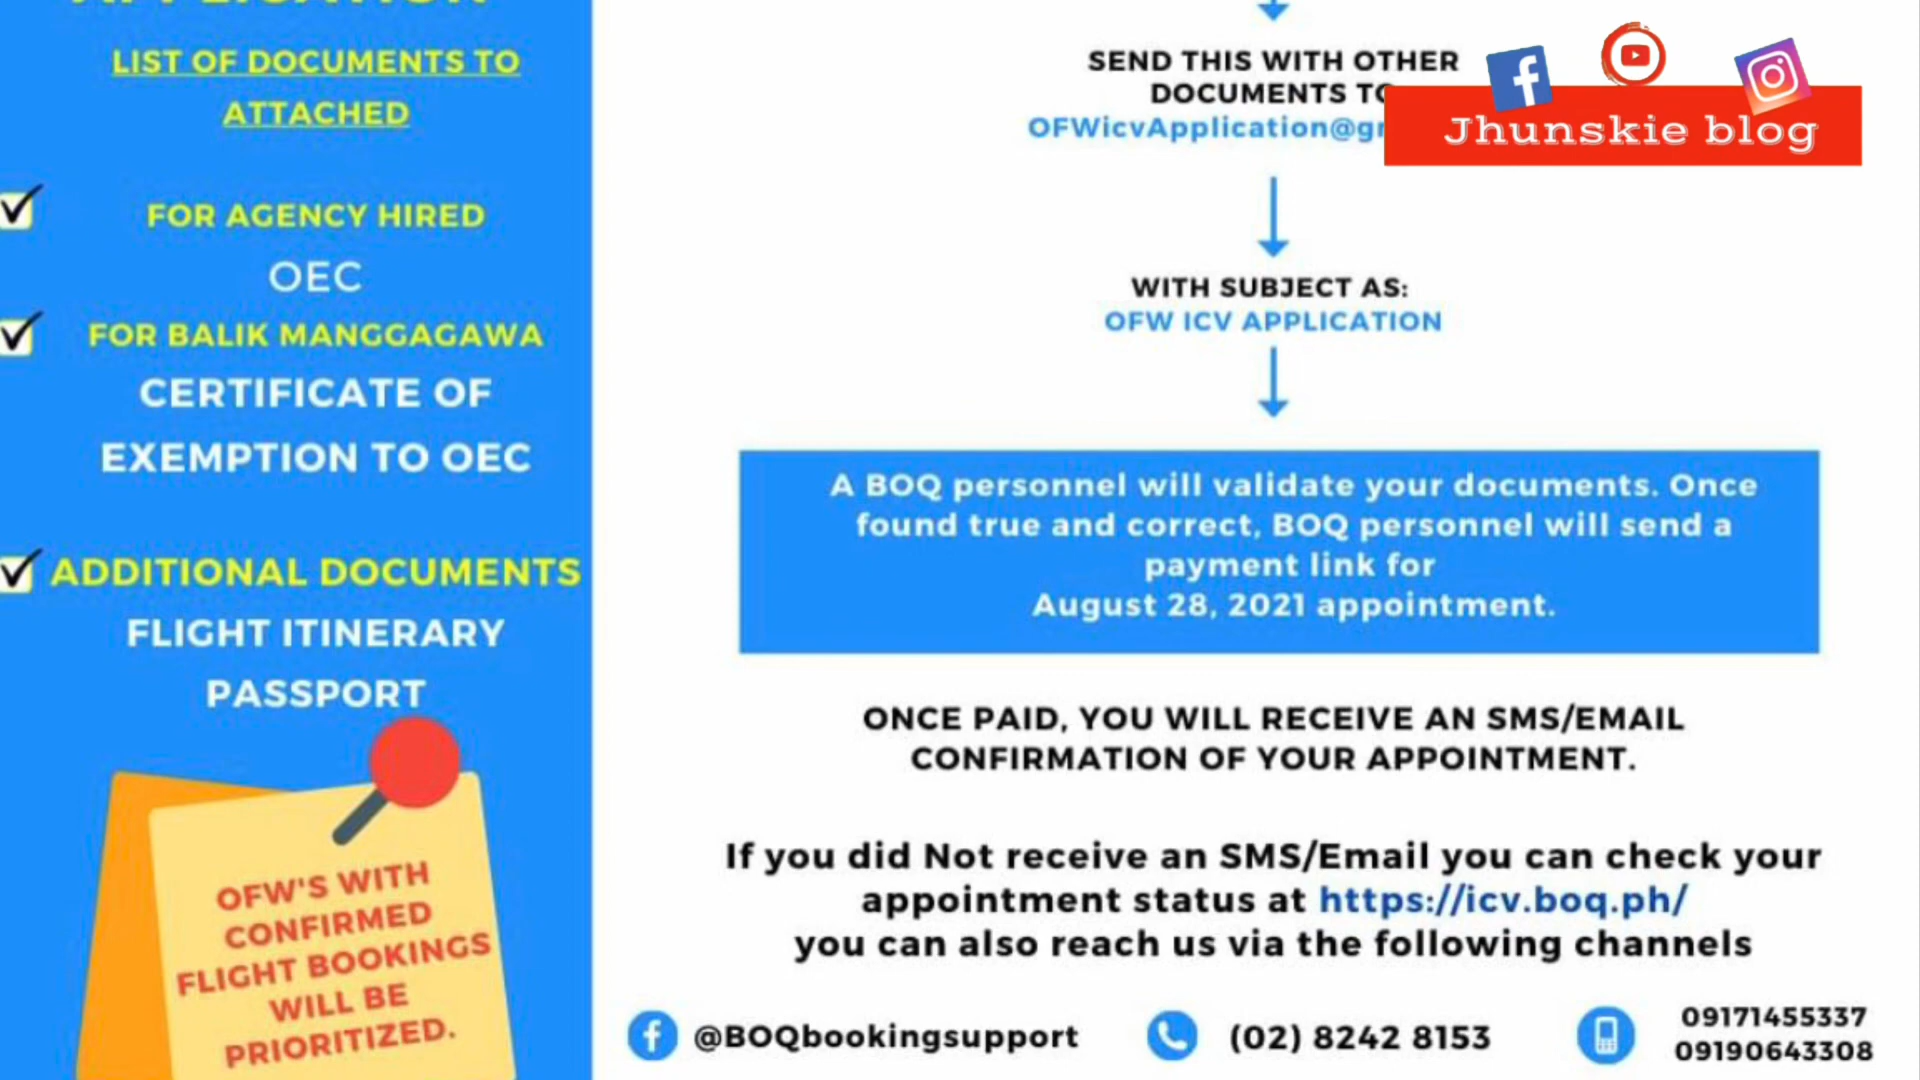 LIST OF DOCUMENTS TO
ATTACHED
FOR AGENCY HIRED
OEC
FOR BALIK MANGGAGAWA
CERTIFICATE OF
EXEMPTION TO OEC
ADDITIONAL DOCUMENTS
FLIGHT ITINERARY
PASSPORT
OFW'S WITH
CONFIRMED
FLIGHT BOOKINGS
WILL BE
PRIORITIZED.
SEND THIS WITH OTHER
DOCUMENTS TO
Jhunskie blog
WITH SUBJECT AS:
OFW ICV APPLICATION
A BOQ personnel will validate your documents. Once
found true and correct, BOQ personnel will send a
payment link for
August 28, 2021 appointment.
ONCE PAID, YOU WILL RECEIVE AN SMS/EMAIL
CONFIRMATION OF YOUR APPOINTMENT.
If you did Not receive an SMS/Email you can check your
appointment status at https://icv.boq.ph/
you can also reach us via the following channels
@BOQbookingsupport
(02) 8242 8153
09171455337
09190643308